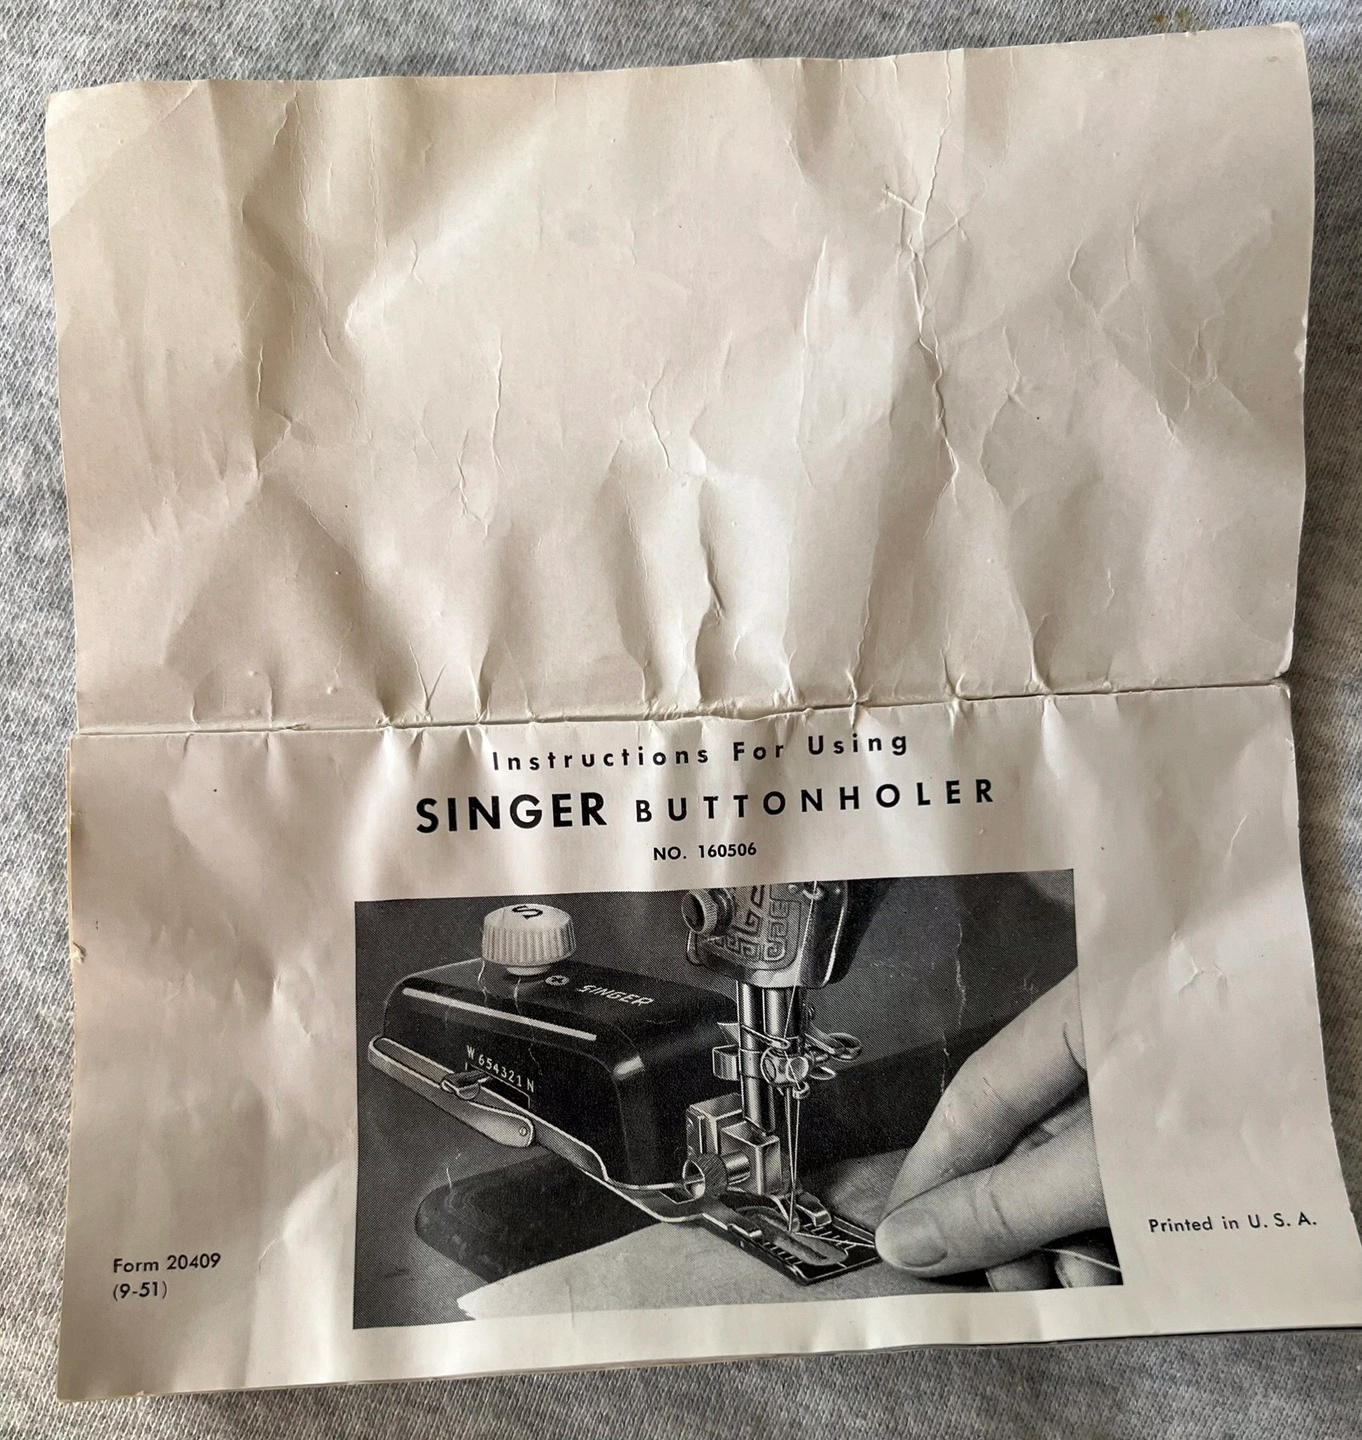 Instructions For Using
SINGER BUTTONHOLER
NO. 160506
S
SINGER
W 654321 N
Printed in U. S. A.
Form 20409
(9-51)